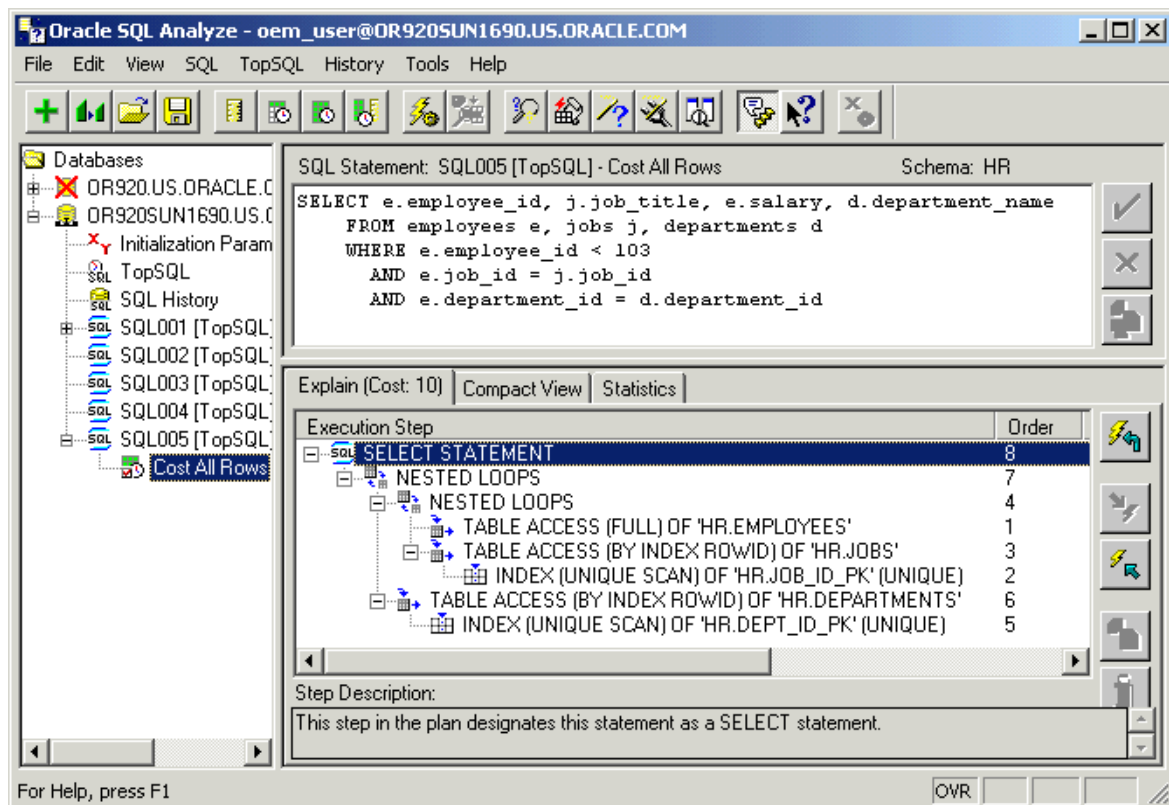 Oracle SQL Analyze - oem_user@OR920SUN1690.US.ORACLE.COM
File Edit View SQL TopSQL History Tools Help
Databases
OR920.US.ORACLE.C
OR920SUN1690.US.C
Initialization Param
TopSQL
SQL History
SQL001 [TopSQL]
SQL002 [TopSQL]
SQL003 [TopSQL]
SQL004 [TopSQL]
SQL005 [TopSQL]
Cost All Rows
SQL Statement: SQL005 [TopSQL] - Cost All Rows Schema: HR
SELECT e.employee_id, j.job_title, e.salary, d.department_name
FROM employees e, jobs j, departments d
WHERE e.employee_id < 103
AND e.job_id = j.job_id
AND e.department_id = d.department_id
Explain (Cost: 10) Compact View Statistics
Execution Step Order
SELECT STATEMENT 8
NESTED LOOPS 7
NESTED LOOPS 4
TABLE ACCESS (FULL) OF 'HR.EMPLOYEES' 1
TABLE ACCESS (BY INDEX ROWID) OF 'HR.JOBS' 3
INDEX (UNIQUE SCAN) OF 'HR.JOB_ID_PK' (UNIQUE) 2
TABLE ACCESS (BY INDEX ROWID) OF 'HR.DEPARTMENTS' 6
INDEX (UNIQUE SCAN) OF 'HR.DEPT_ID_PK' (UNIQUE) 5
Step Description:
This step in the plan designates this statement as a SELECT statement.
For Help, press F1 OVR